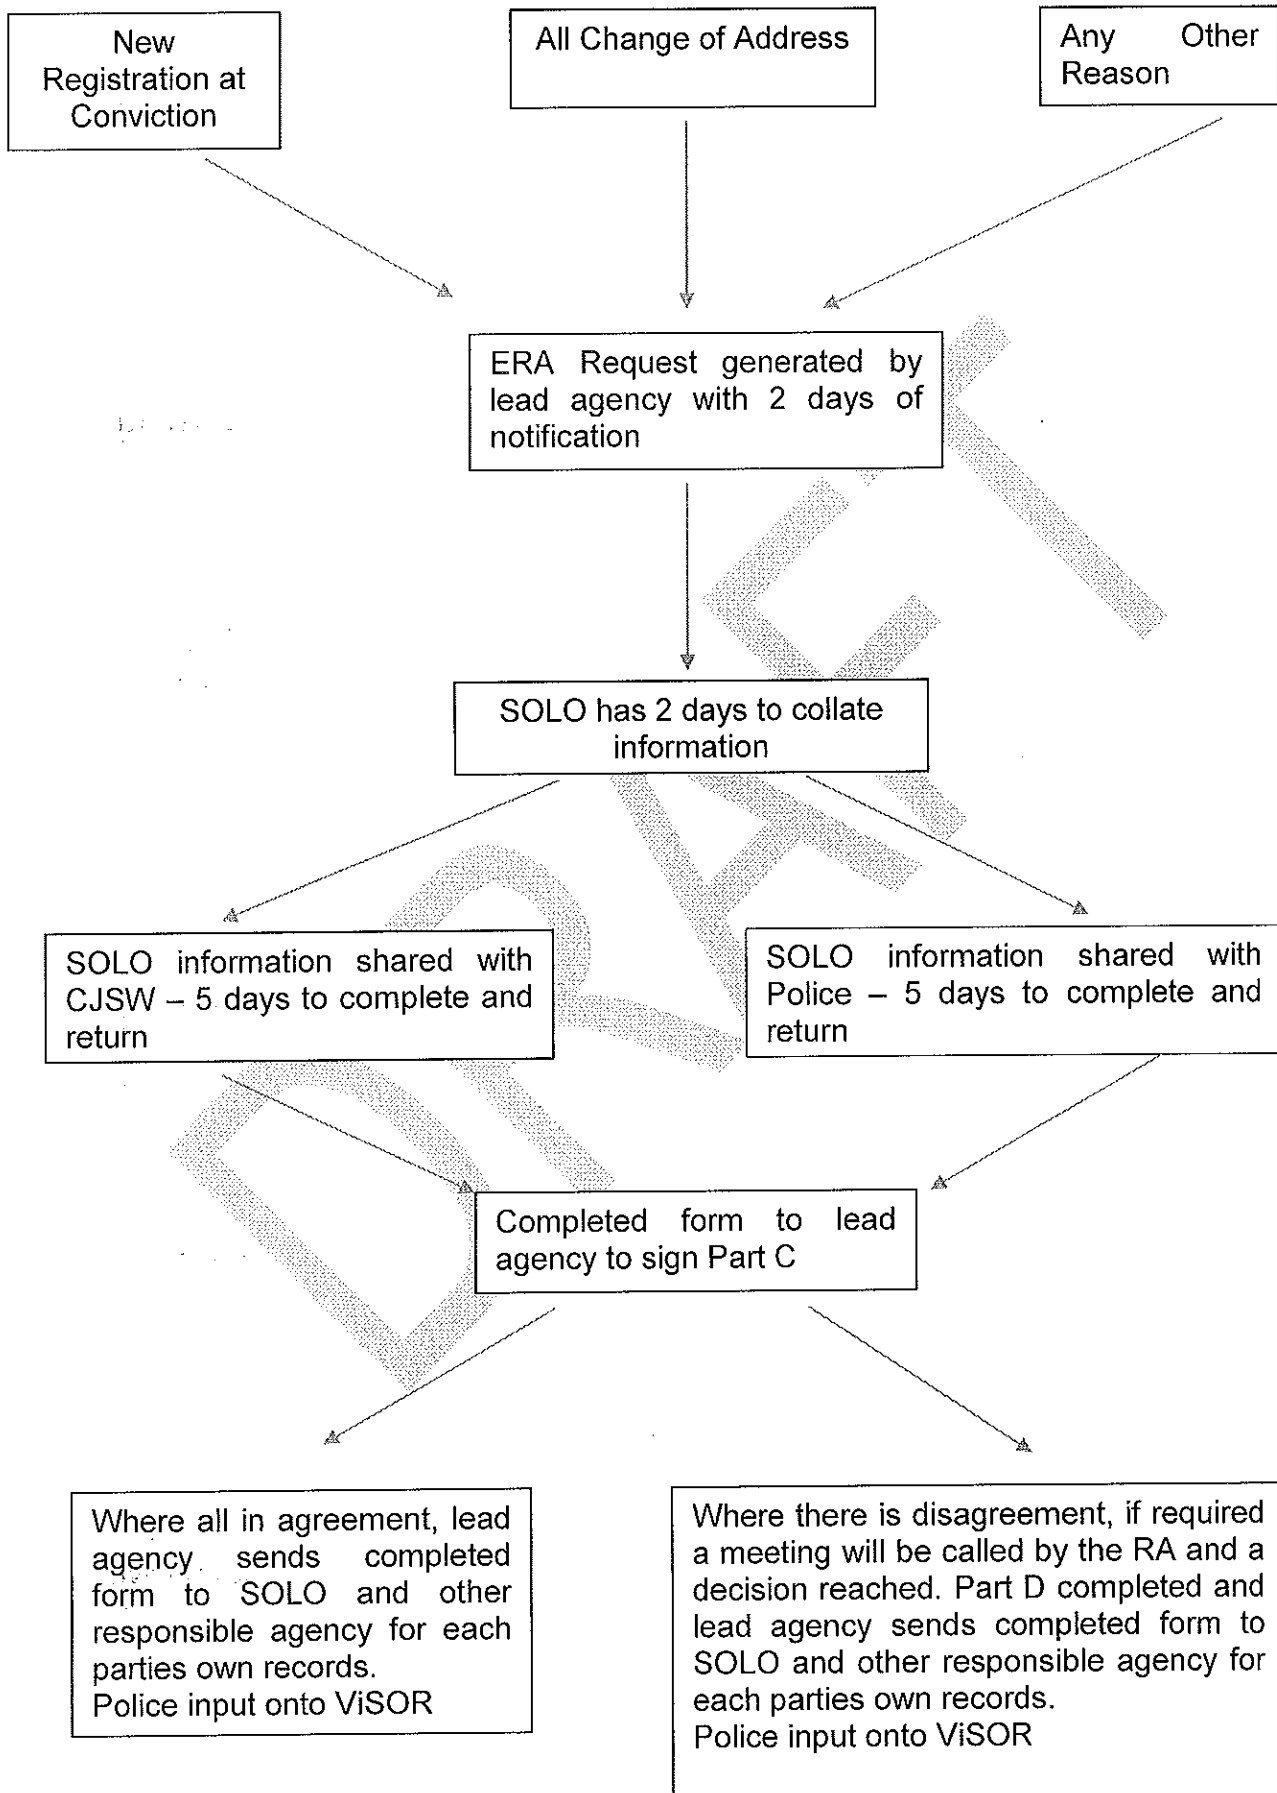 New
Registration at
Conviction
All Change of Address
Any Other
Reason
ERA Request generated by
lead agency with 2 days of
notification
SOLO has 2 days to collate
information
SOLO information shared with
CJSW – 5 days to complete and
return
SOLO information shared with
Police – 5 days to complete and
return
Completed form to lead
agency to sign Part C
Where all in agreement, lead
agency sends completed
form to SOLO and other
responsible agency for each
parties own records.
Police input onto ViSOR
Where there is disagreement, if required
a meeting will be called by the RA and a
decision reached. Part D completed and
lead agency sends completed form to
SOLO and other responsible agency for
each parties own records.
Police input onto ViSOR
DRAFT